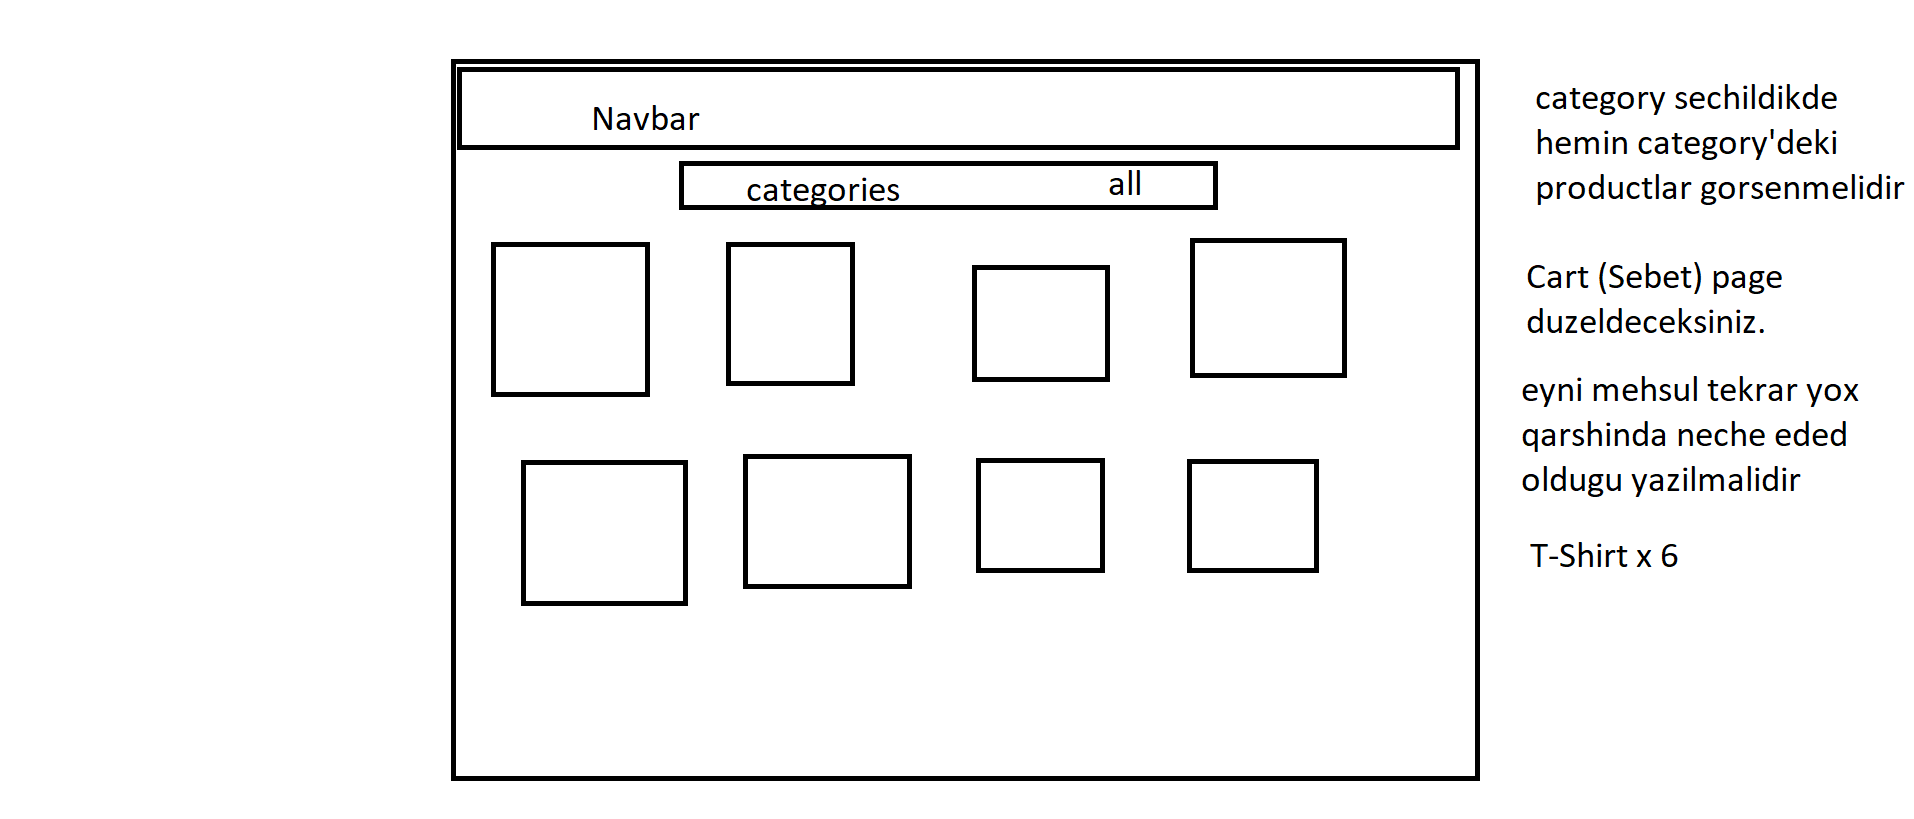 Navbar
categories all
category sechildikde
hemin category'deki
productlar gorsenmelidir
Cart (Sebet) page
duzeldeceksiniz.
eyni mehsul tekrar yox
qarshinda neche eded
oldugu yazilmalidir
T-Shirt x 6